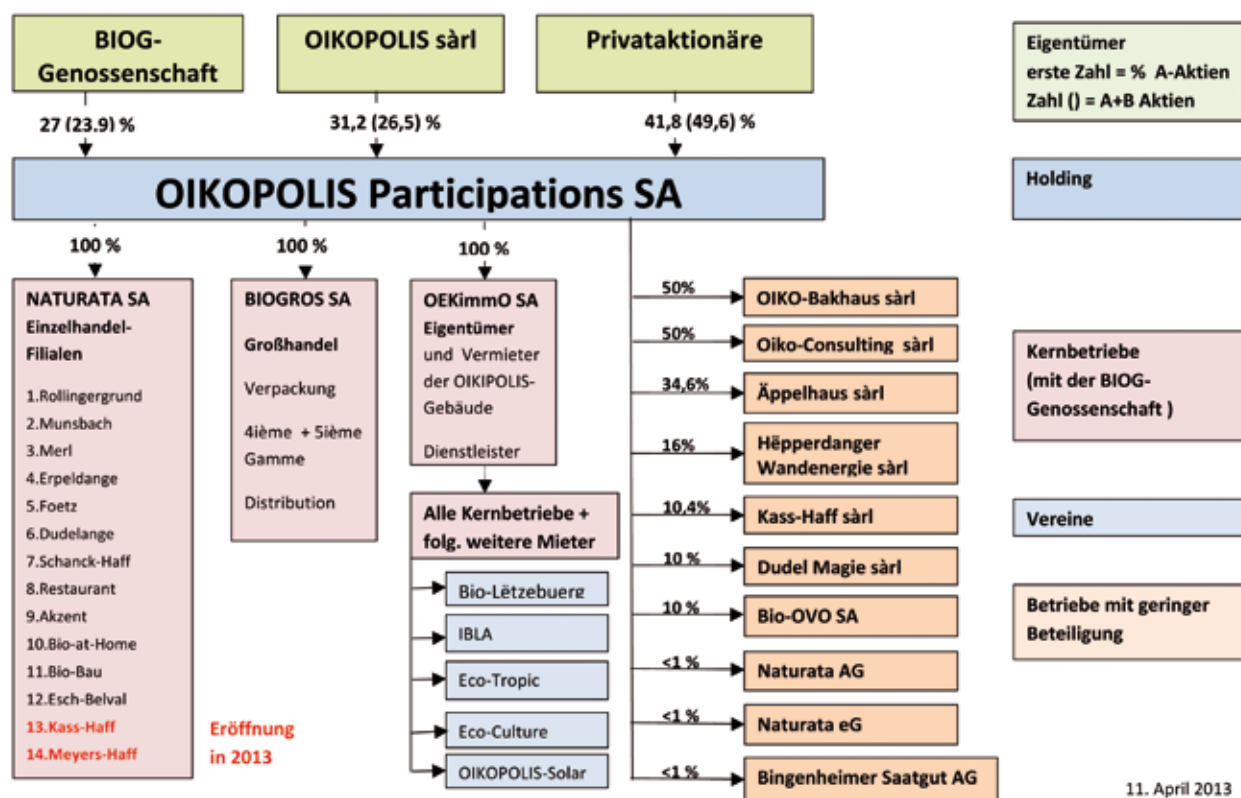 BIOG-
Genossenschaft
OIKOPOLIS sàrl
Privataktionäre
27 (23.9) %
31,2 (26,5) %
41,8 (49,6) %
OIKOPOLIS Participations SA
100 %
100 %
100 %
NATURATA SA
Einzelhandel-
Filialen
1.Rollingergrund
2.Munsbach
3.Merl
4.Erpeldange
5.Foetz
6.Dudelange
7.Schanck-Haff
8.Restaurant
9.Akzent
10.Bio-at-Home
11.Bio-Bau
12.Esch-Belval
13.Kass-Haff
14.Meyers-Haff
Eröffnung
in 2013
BIOGROS SA
Großhandel
Verpackung
4ième + 5ième
Gamme
Distribution
OEKimmO SA
Eigentümer
und Vermieter
der OIKIPOLIS-
Gebäude
Dienstleister
Alle Kernbetriebe +
folg. weitere Mieter
Bio-Lëtzebuerg
IBLA
Eco-Tropic
Eco-Culture
OIKOPOLIS-Solar
50%
OIKO-Bakhaus sàrl
50%
Oiko-Consulting sàrl
34,6%
Äppelhaus sàrl
16%
Hëpperdanger
Wandenergie sàrl
10,4%
Kass-Haff sàrl
10 %
Dudel Magie sàrl
10 %
Bio-OVO SA
<1 %
Naturata AG
<1 %
Naturata eG
<1 %
Bingenheimer Saatgut AG
Eigentümer
erste Zahl = % A-Aktien
Zahl () = A+B Aktien
Holding
Kernbetriebe
(mit der BIOG-
Genossenschaft )
Vereine
Betriebe mit geringer
Beteiligung
11. April 2013